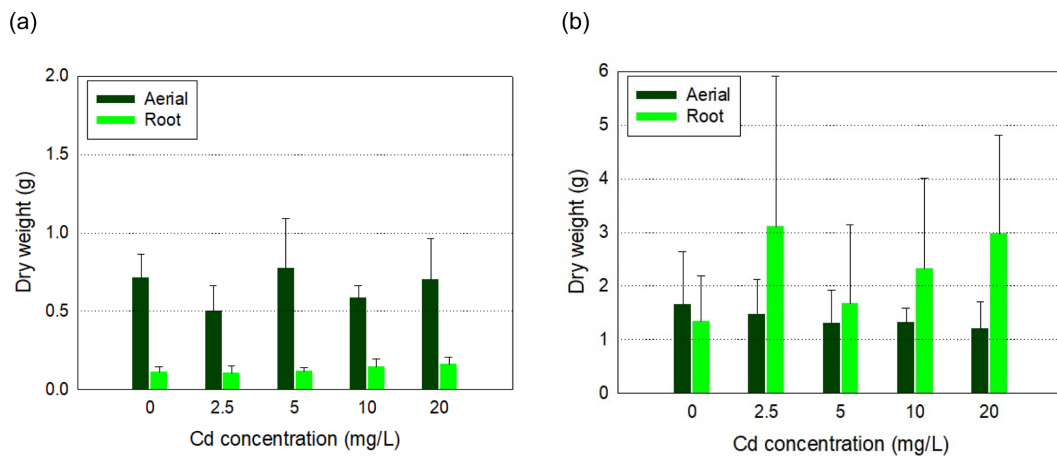 (a)
2.0
1.5
1.0
0.5
0.0
Dry weight (g)
Aerial
Root
0 2.5 5 10 20
Cd concentration (mg/L)
(b)
6
5
4
3
2
1
0
Dry weight (g)
Aerial
Root
0 2.5 5 10 20
Cd concentration (mg/L)